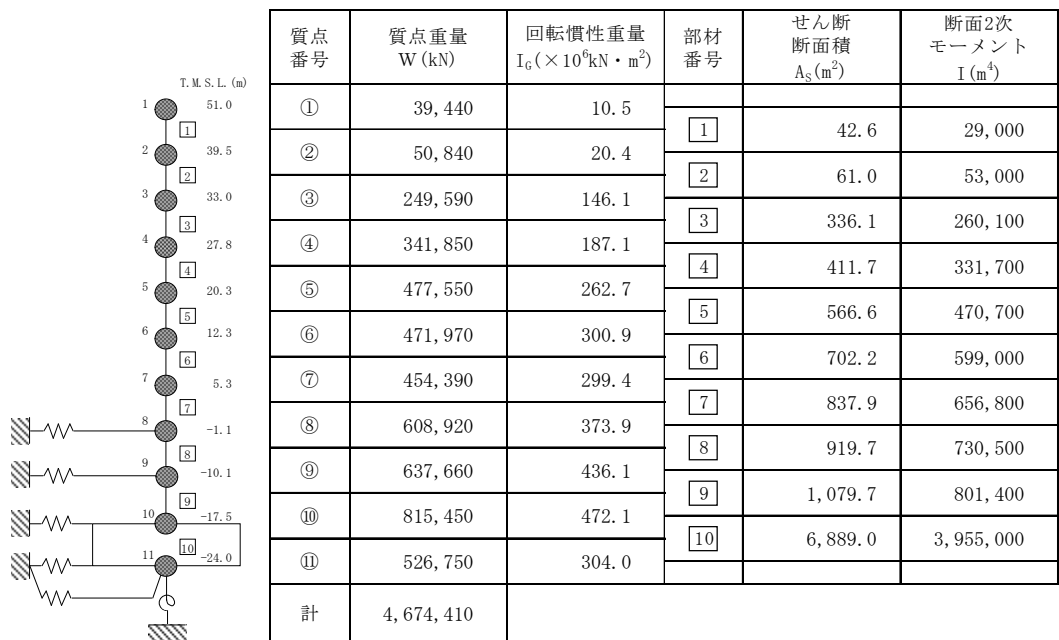 質点 番号 質点重量 W(kN) 回転慣性重量 I_G(×10⁶kN・m²) 部材 番号 せん断 断面積 A_S(m²) 断面2次 モーメント I(m⁴)
① 39,440 10.5
1 42.6 29,000
② 50,840 20.4
2 61.0 53,000
③ 249,590 146.1
3 336.1 260,100
④ 341,850 187.1
4 411.7 331,700
⑤ 477,550 262.7
5 566.6 470,700
⑥ 471,970 300.9
6 702.2 599,000
⑦ 454,390 299.4
7 837.9 656,800
⑧ 608,920 373.9
8 919.7 730,500
⑨ 637,660 436.1
9 1,079.7 801,400
⑩ 815,450 472.1
10 6,889.0 3,955,000
⑪ 526,750 304.0
計 4,674,410
T.M.S.L.(m)
1 51.0
1
2 39.5
2
3 33.0
3
4 27.8
4
5 20.3
5
6 12.3
6
7 5.3
7
8 -1.1
8
9 -10.1
9
10 -17.5
10
11 -24.0